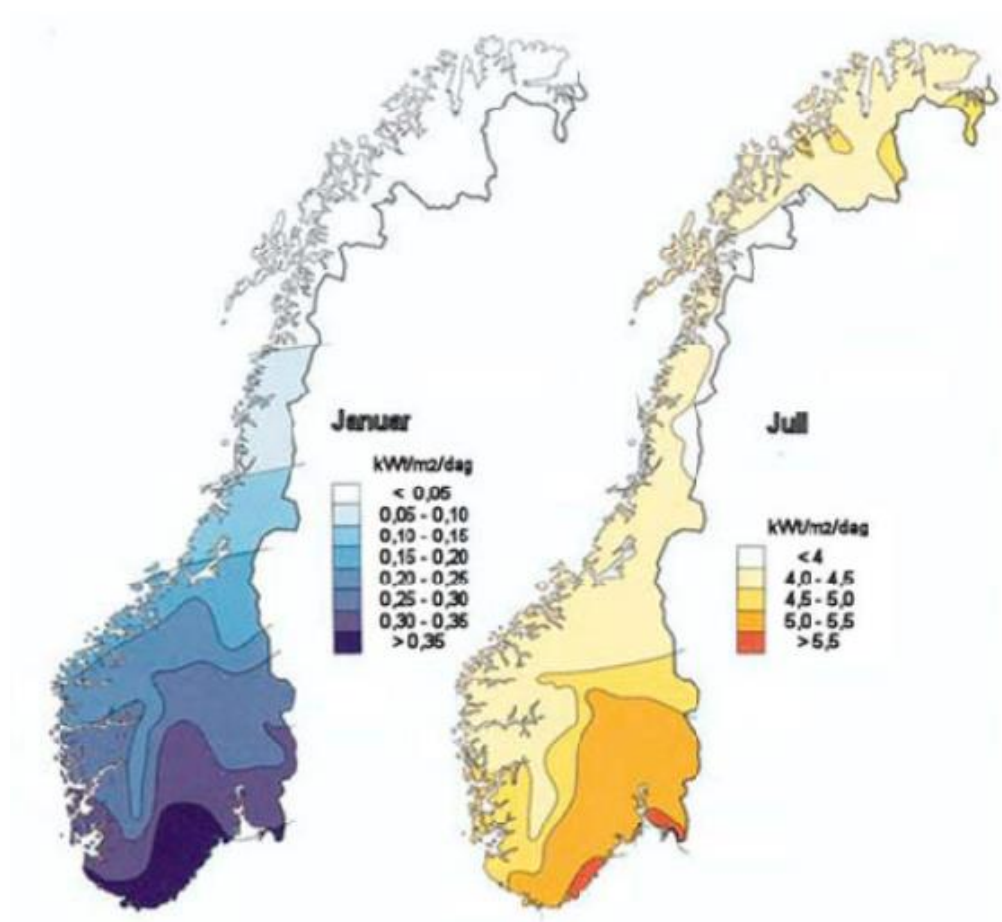 Januar
kWt/m2/dag
< 0,05
0,05 - 0,10
0,10 - 0,15
0,15 - 0,20
0,20 - 0,25
0,25 - 0,30
0,30 - 0,35
> 0,35
Juli
kWt/m2/dag
< 4
4,0 - 4,5
4,5 - 5,0
5,0 - 5,5
> 5,5